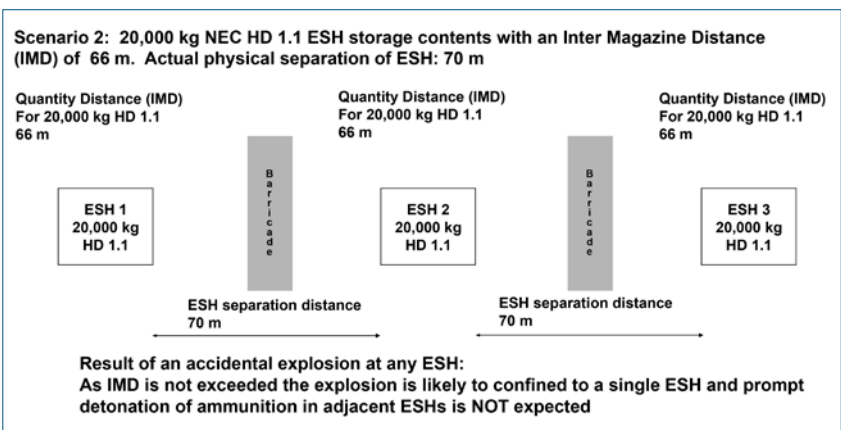 Scenario 2:  20,000 kg NEC HD 1.1 ESH storage contents with an Inter Magazine Distance
(IMD) of  66 m.  Actual physical separation of ESH: 70 m
Quantity Distance (IMD)
For 20,000 kg HD 1.1
66 m
Quantity Distance (IMD)
For 20,000 kg HD 1.1
66 m
Quantity Distance (IMD)
For 20,000 kg HD 1.1
66 m
ESH 1
20,000 kg
HD 1.1
Barricade
ESH 2
20,000 kg
HD 1.1
Barricade
ESH 3
20,000 kg
HD 1.1
ESH separation distance
70 m
ESH separation distance
70 m
Result of an accidental explosion at any ESH:
As IMD is not exceeded the explosion is likely to confined to a single ESH and prompt
detonation of ammunition in adjacent ESHs is NOT expected